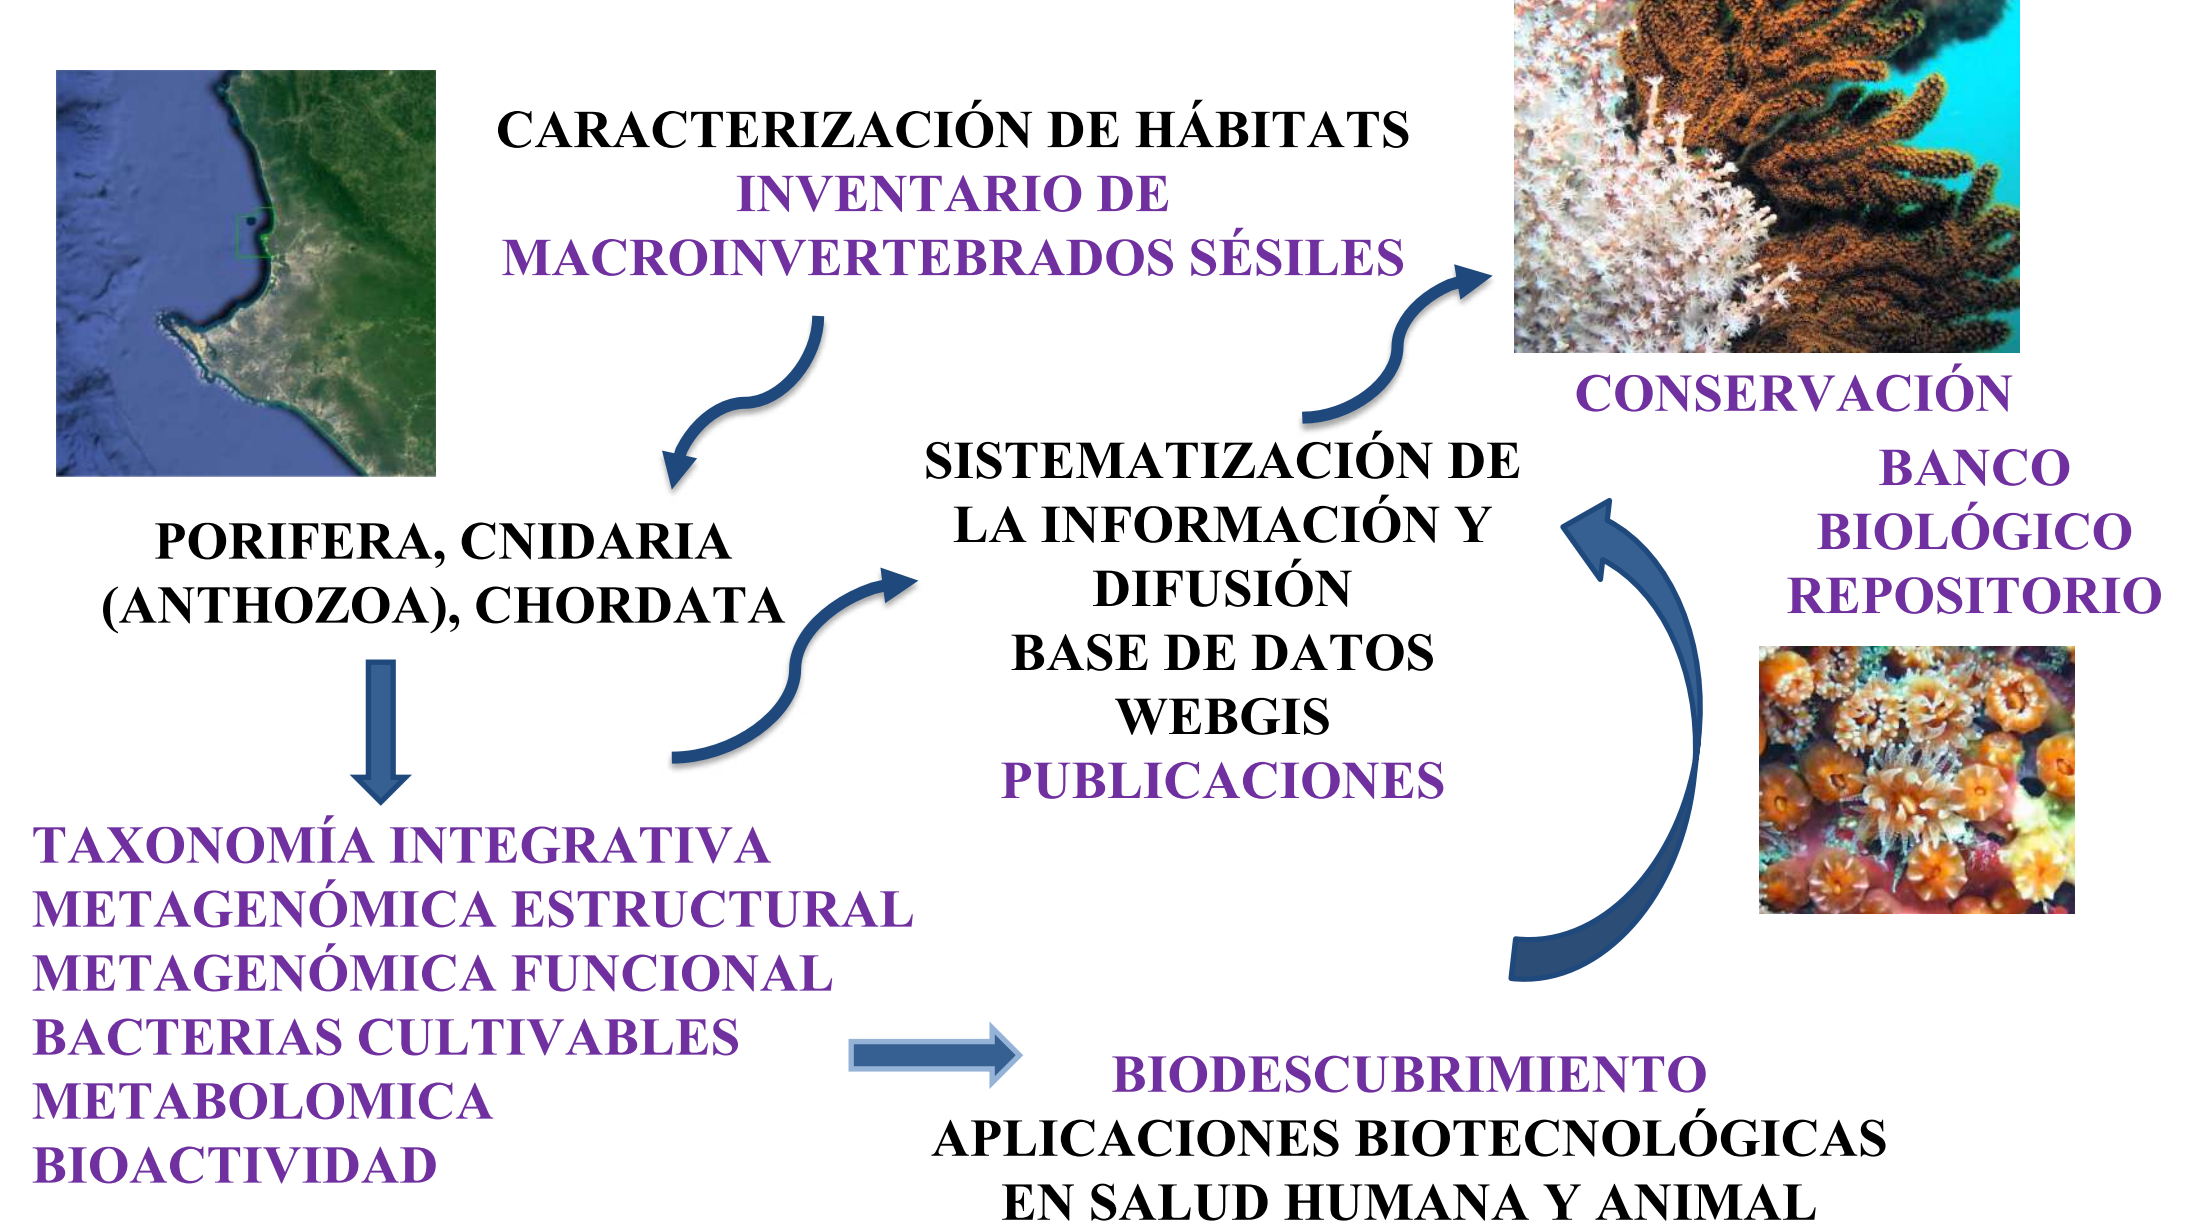 CARACTERIZACIÓN DE HÁBITATS
INVENTARIO DE
MACROINVERTEBRADOS SÉSILES
CONSERVACIÓN
BANCO
BIOLÓGICO
REPOSITORIO
SISTEMATIZACIÓN DE
LA INFORMACIÓN Y
DIFUSIÓN
BASE DE DATOS
WEBGIS
PUBLICACIONES
PORIFERA, CNIDARIA
(ANTHOZOA), CHORDATA
TAXONOMÍA INTEGRATIVA
METAGENÓMICA ESTRUCTURAL
METAGENÓMICA FUNCIONAL
BACTERIAS CULTIVABLES
METABOLOMICA
BIOACTIVIDAD
BIODESCUBRIMIENTO
APLICACIONES BIOTECNOLÓGICAS
EN SALUD HUMANA Y ANIMAL